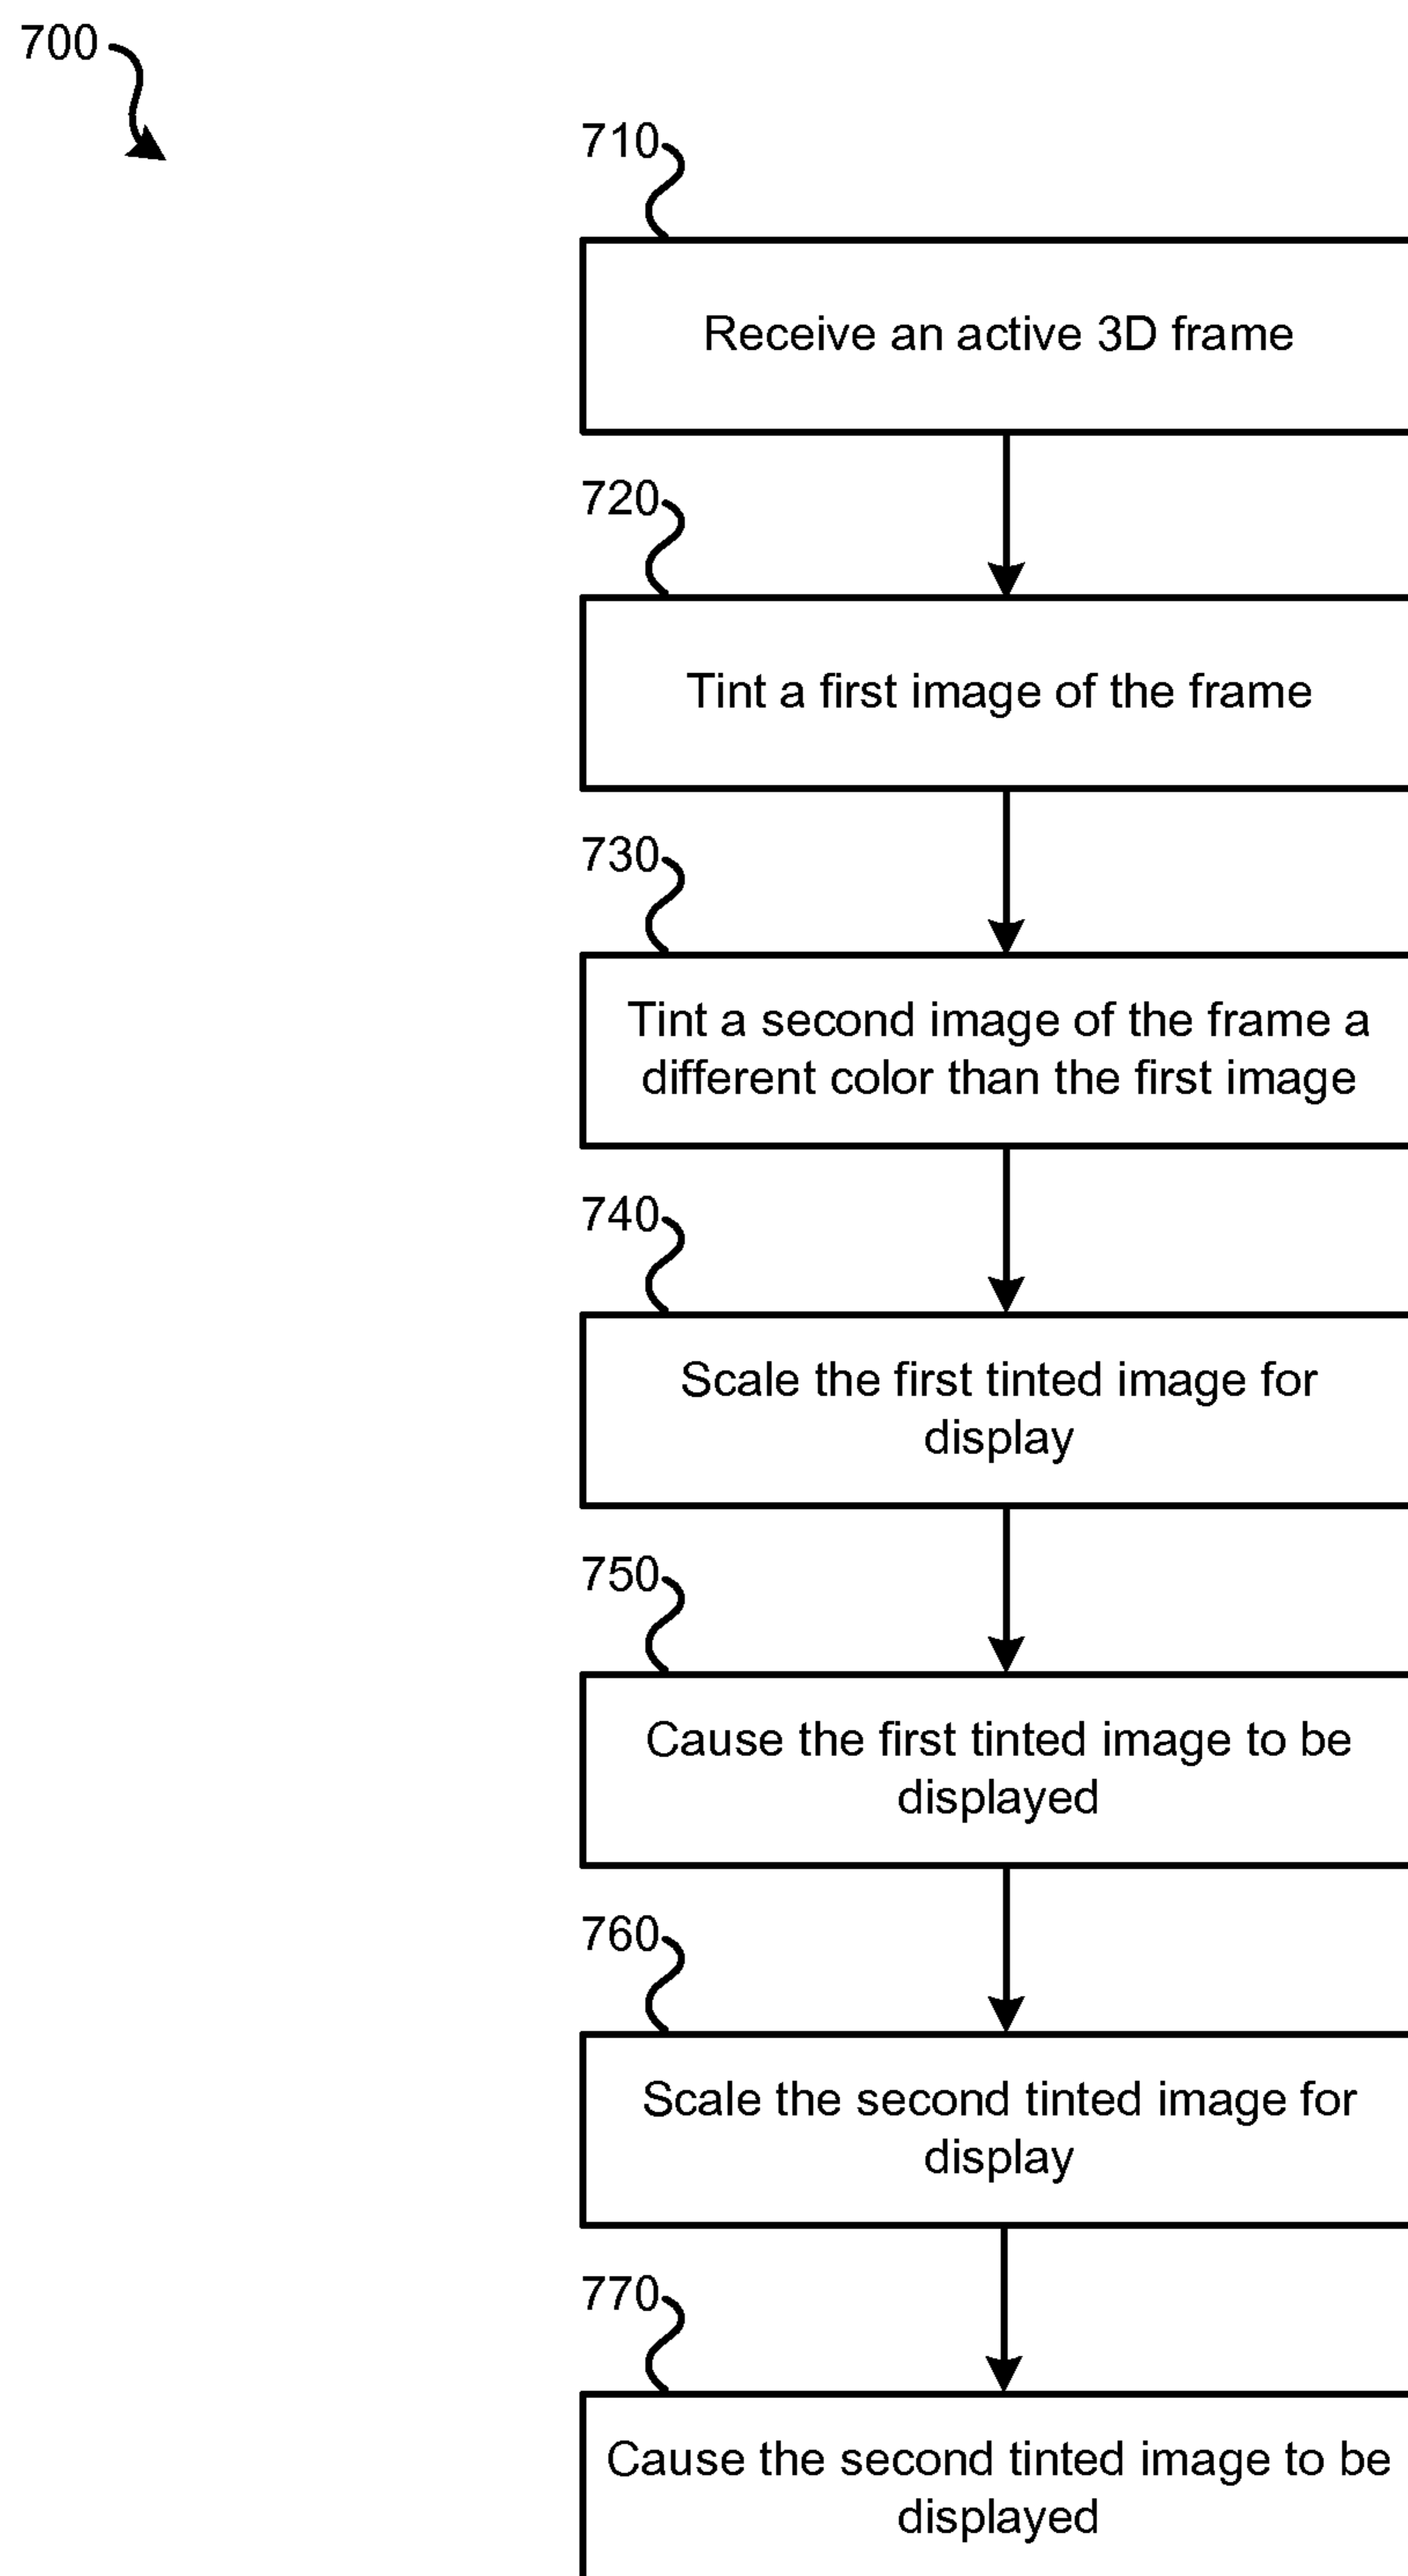 700
710
Receive an active 3D frame
720
Tint a first image of the frame
730
Tint a second image of the frame a
different color than the first image
740
Scale the first tinted image for
display
750
Cause the first tinted image to be
displayed
760
Scale the second tinted image for
display
770
Cause the second tinted image to be
displayed